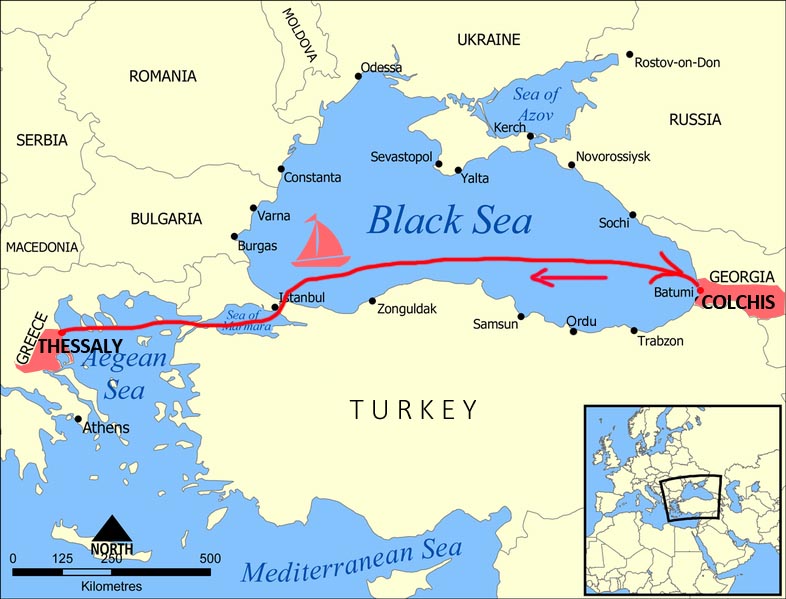 UKRAINE
MOLDOVA
Odessa
Rostov-on-Don
ROMANIA
Sea of
Azov
RUSSIA
Kerch
SERBIA
Sevastopol
Novorossiysk
Constanta
Yalta
Varna
BULGARIA
Black Sea
Sochi
MACEDONIA
Burgas
GEORGIA
Batumi
COLCHIS
Istanbul
Zonguldak
Sea of
Marmara
Samsun
Ordu
Trabzon
GREECE
THESSALY
Aegean
Sea
TURKEY
Athens
NORTH
0 125 250 500
Kilometres
Mediterranean Sea